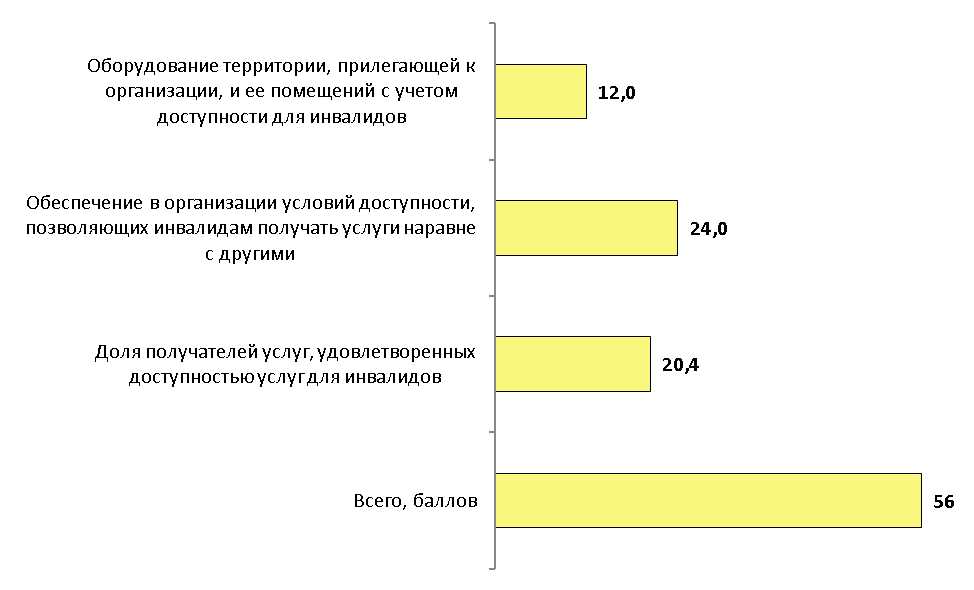 Оборудование территории, прилегающей к
организации, и ее помещений с учетом
доступности для инвалидов
12,0
Обеспечение в организации условий доступности,
позволяющих инвалидам получать услуги наравне
с другими
24,0
Доля получателей услуг, удовлетворенных
доступностью услуг для инвалидов
20,4
Всего, баллов
56